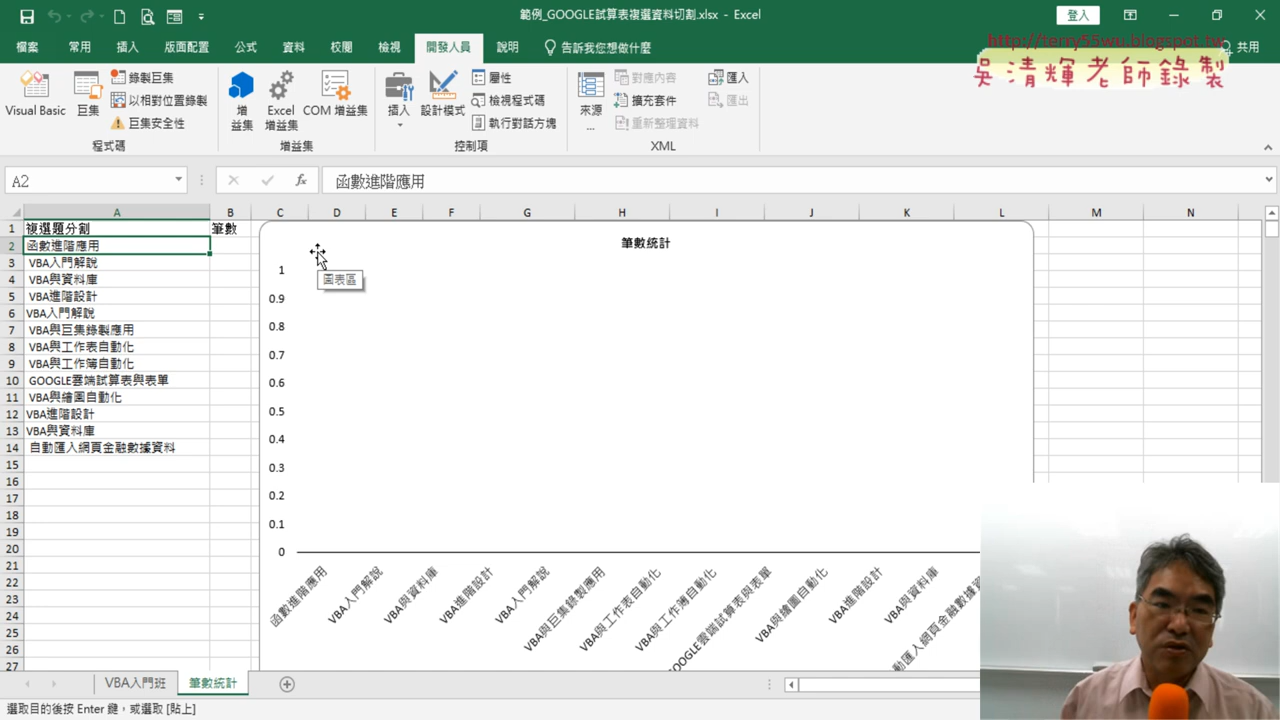 範例_GOOGLE試算表複選資料切割.xlsx - Excel
登入
檔案 常用 插入 版面配置 公式 資料 校閱 檢視 開發人員 說明 告訴我您想做什麼 共用
http://terry55wu.blogspot.tw
吳清輝老師錄製
Visual Basic 巨集 錄製巨集 以相對位置錄製 巨集安全性
增益集 Excel 增益集 COM 增益集
插入 設計模式 屬性 檢視程式碼 執行對話方塊
來源... 對應內容 擴充套件 重新整理資料 匯入 匯出
程式碼 增益集 控制項 XML
A2 fx 函數進階應用
A B C D E F G H I J K L M N
1 複選題分割 筆數
2 函數進階應用
3 VBA入門解說
4 VBA與資料庫
5 VBA進階設計
6 VBA入門解說
7 VBA與巨集錄製應用
8 VBA與工作表自動化
9 VBA與工作簿自動化
10 GOOGLE雲端試算表與表單
11 VBA與繪圖自動化
12 VBA進階設計
13 VBA與資料庫
14 自動匯入網頁金融數據資料
15
16
17
18
19
20
21
22
23
24
25
26
27
筆數統計
圖表區
1
0.9
0.8
0.7
0.6
0.5
0.4
0.3
0.2
0.1
0
函數進階應用
VBA入門解說
VBA與資料庫
VBA進階設計
VBA入門解說
VBA與巨集錄製應用
VBA與工作表自動化
VBA與工作簿自動化
OOGLE雲端試算表與表單
VBA與繪圖自動化
VBA進階設計
VBA與資料庫
動匯入網頁金融數據
VBA入門班 筆數統計
選取目的後按 Enter 鍵，或選取 [貼上]